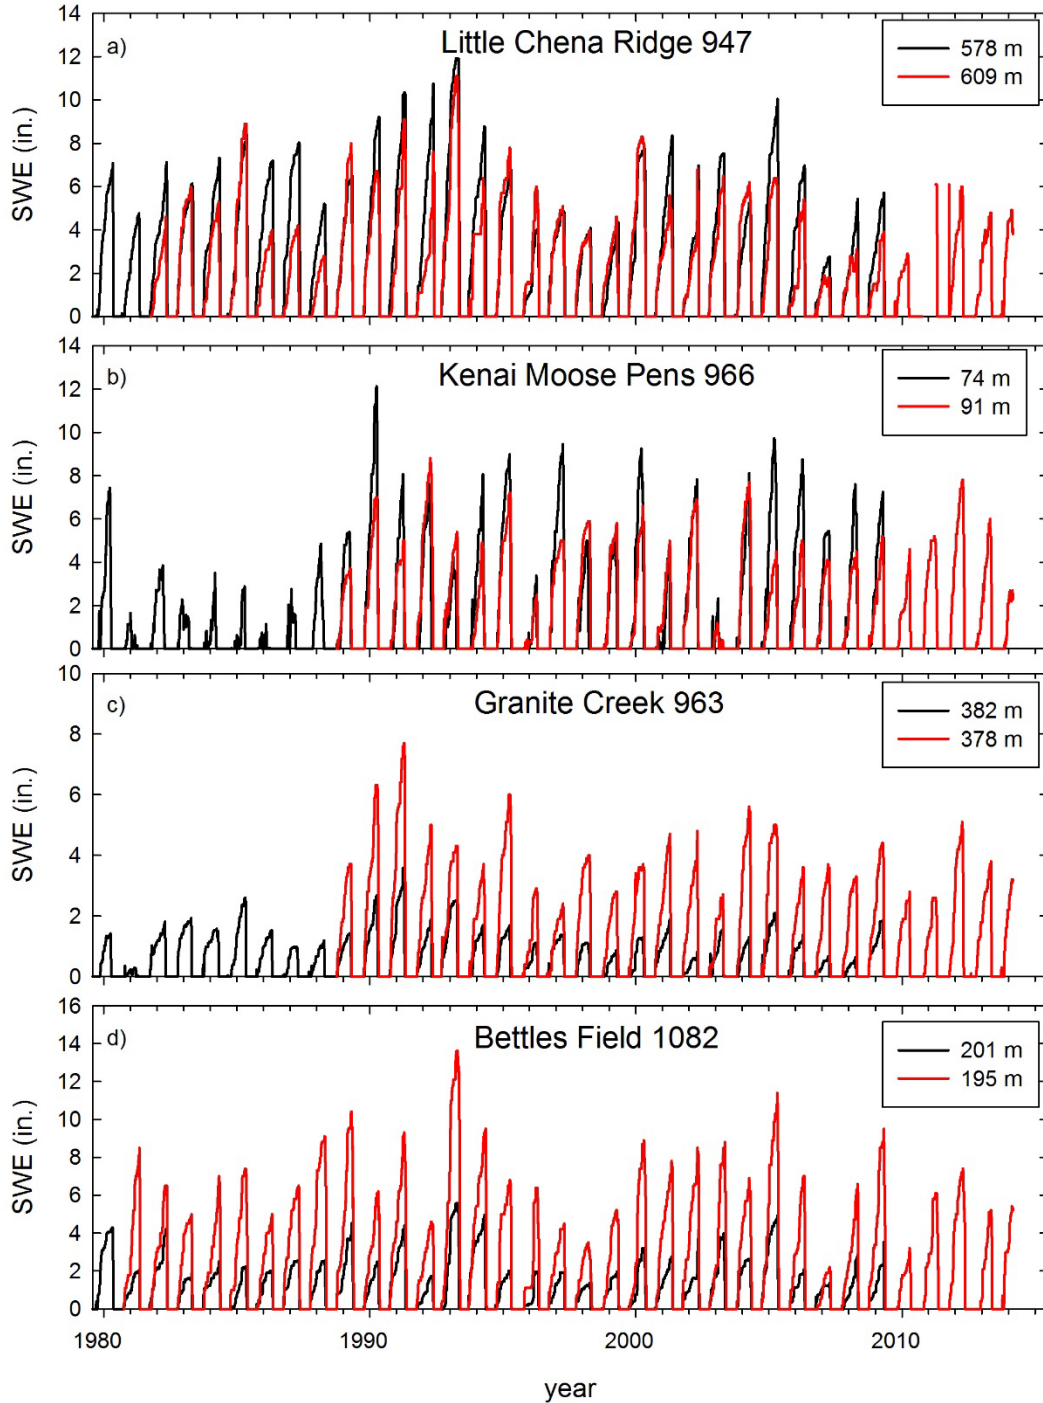 a)
Little Chena Ridge 947
578 m
609 m
14
12
10
8
6
4
2
0
SWE (in.)
b)
Kenai Moose Pens 966
74 m
91 m
14
12
10
8
6
4
2
0
SWE (in.)
c)
Granite Creek 963
382 m
378 m
10
8
6
4
2
0
SWE (in.)
d)
Bettles Field 1082
201 m
195 m
16
14
12
10
8
6
4
2
0
SWE (in.)
1980 1990 2000 2010
year